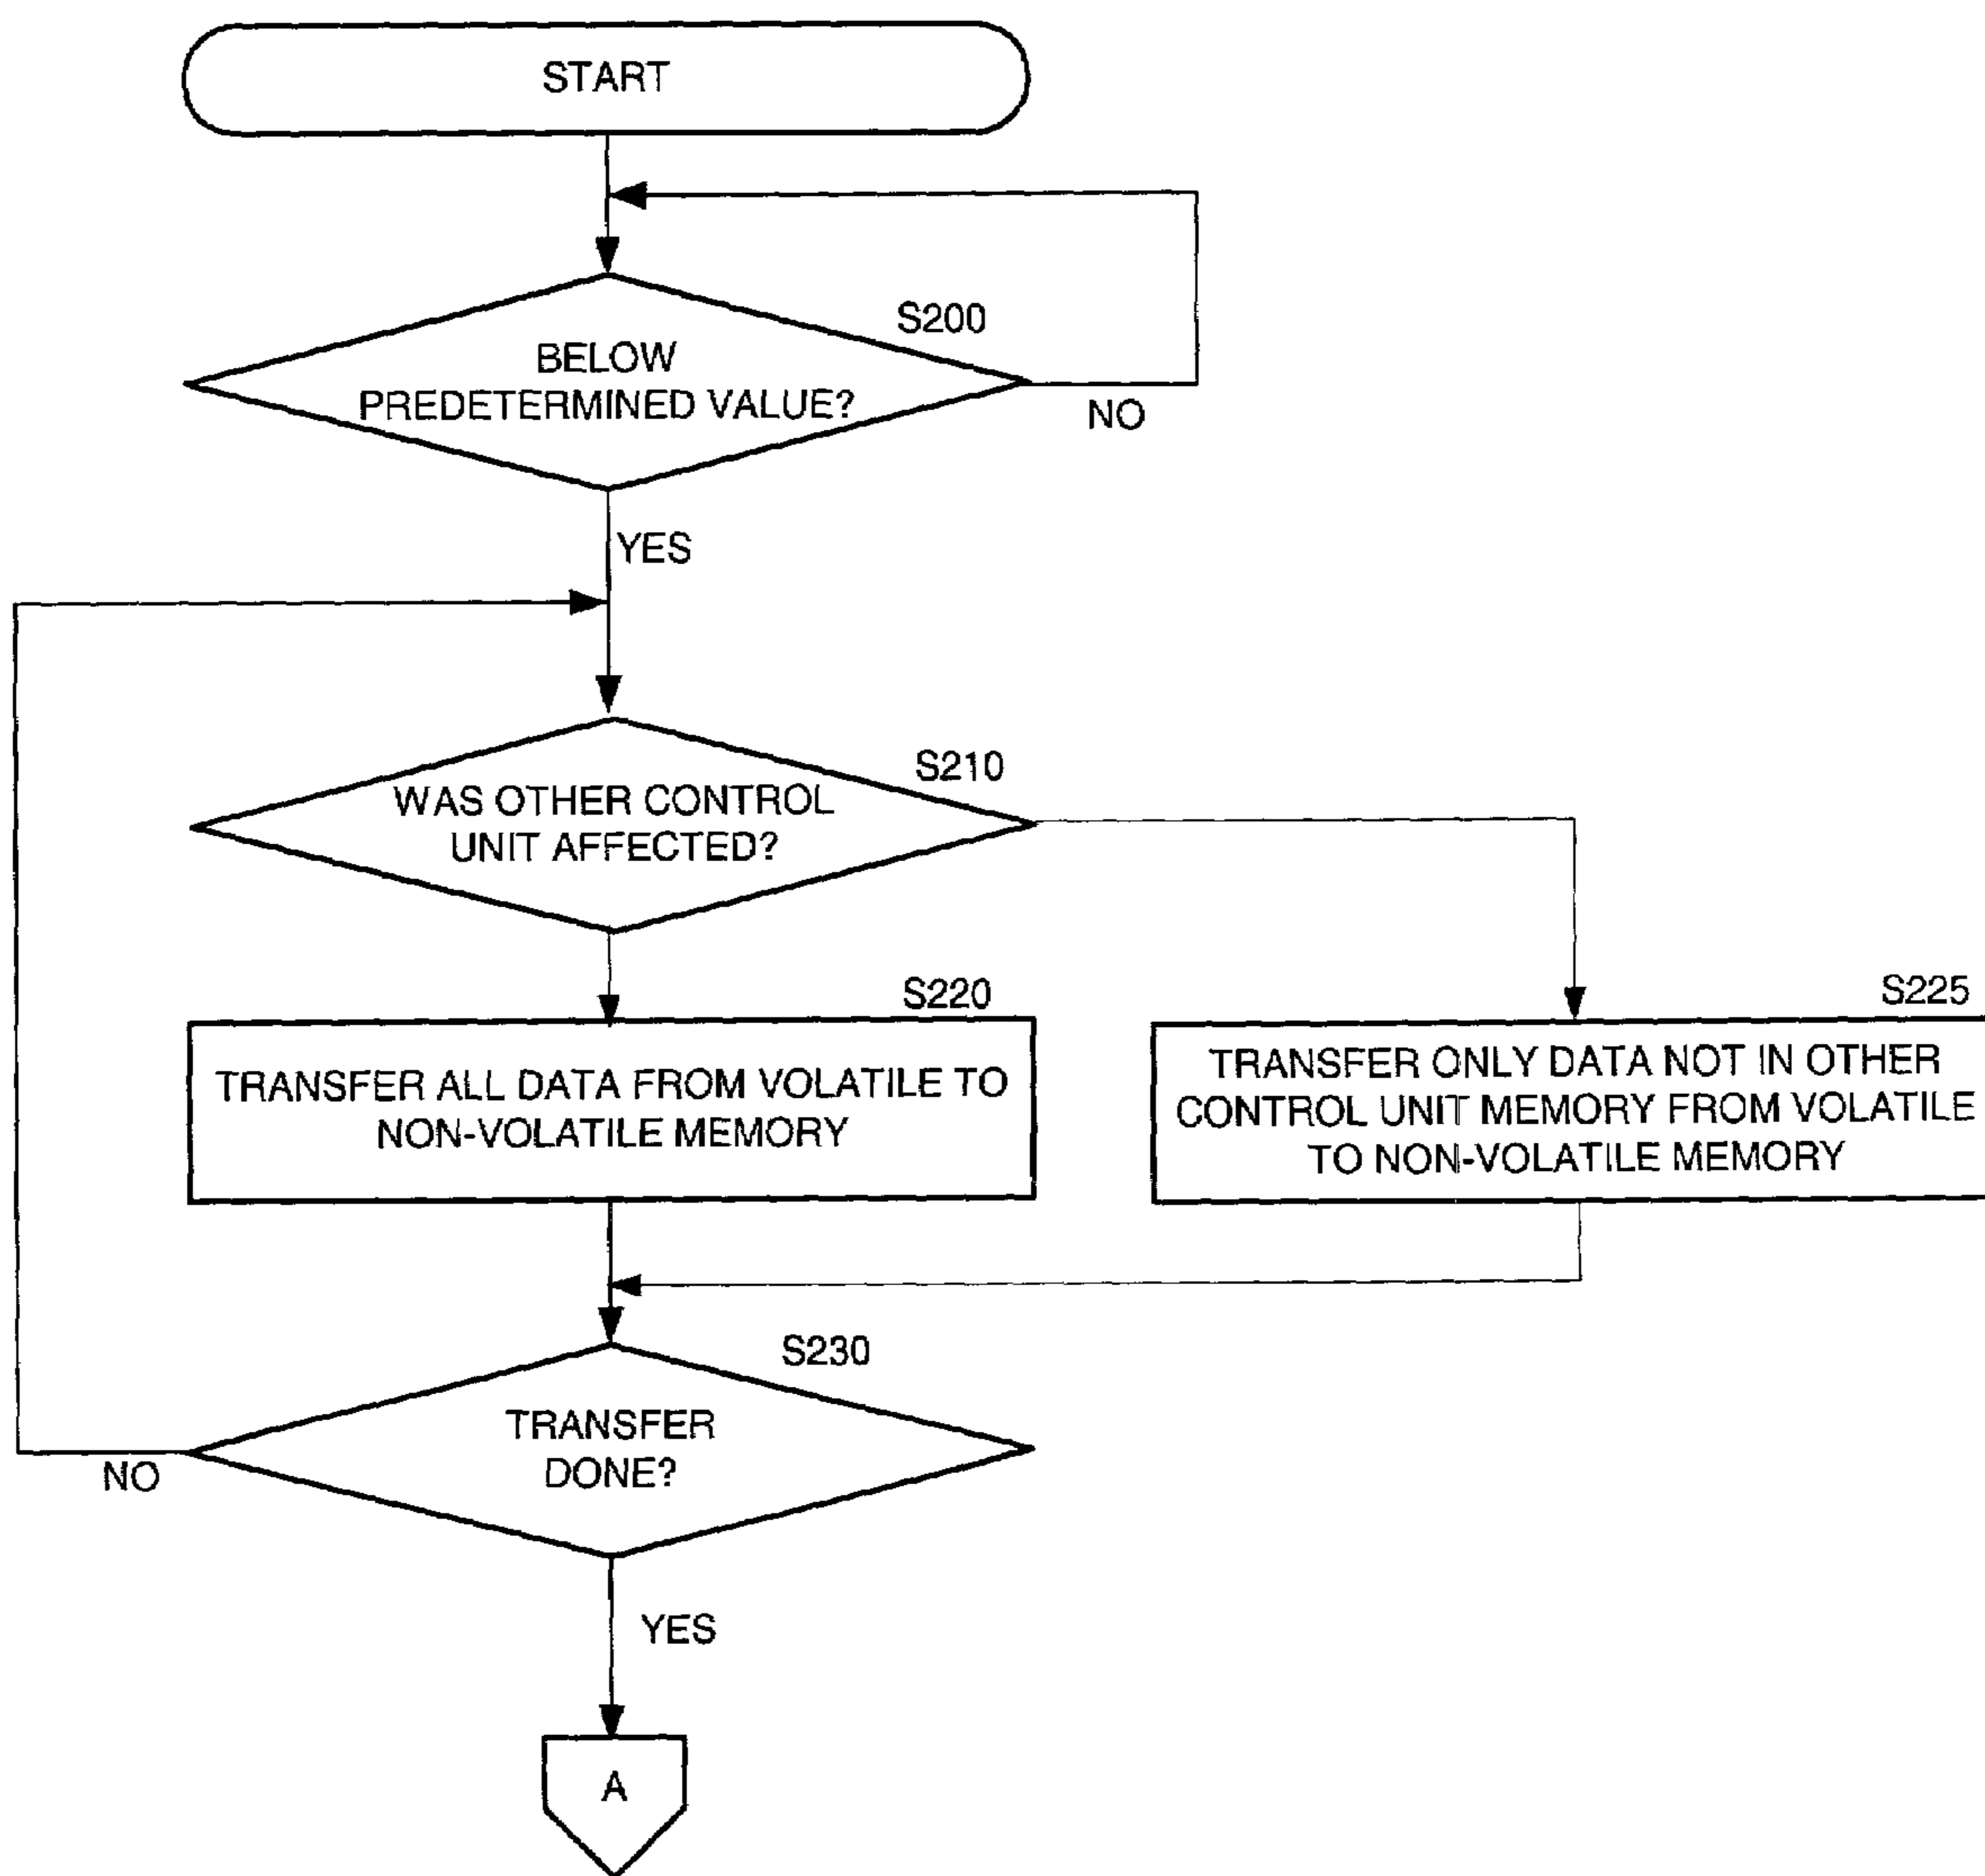 START
S200
BELOW
PREDETERMINED VALUE?
NO
YES
S210
WAS OTHER CONTROL
UNIT AFFECTED?
S220
TRANSFER ALL DATA FROM VOLATILE TO
NON-VOLATILE MEMORY
S225
TRANSFER ONLY DATA NOT IN OTHER
CONTROL UNIT MEMORY FROM VOLATILE
TO NON-VOLATILE MEMORY
S230
TRANSFER
DONE?
NO
YES
A